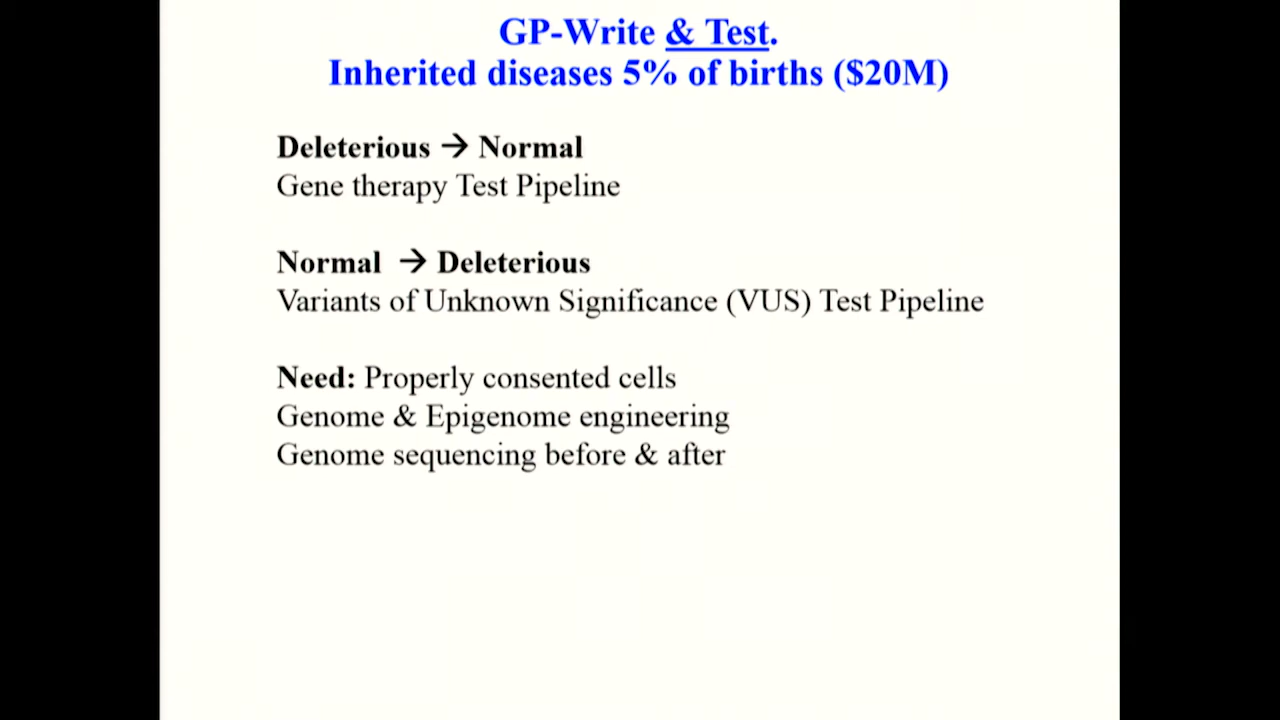 GP-Write & Test.
Inherited diseases 5% of births ($20M)
Deleterious → Normal
Gene therapy Test Pipeline
Normal → Deleterious
Variants of Unknown Significance (VUS) Test Pipeline
Need: Properly consented cells
Genome & Epigenome engineering
Genome sequencing before & after